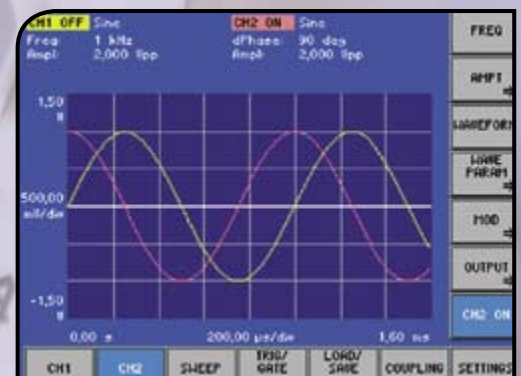 CH1 OFF Sine
Freq: 1 kHz
Ampl: 2,000 Vpp
CH2 ON Sine
dPhase: 90 deg
Ampl: 2,000 Vpp
1,50
V
500,00
mV/div
-1,50
V
0,00 s
200,00 µs/div
1,60 ms
FREQ
AMPT
WAVEFORM
WAVE
PARAM
MOD
OUTPUT
CH2 ON
CH1
CH2
SWEEP
TRIG/
GATE
LOAD/
SAVE
COUPLING
SETTINGS